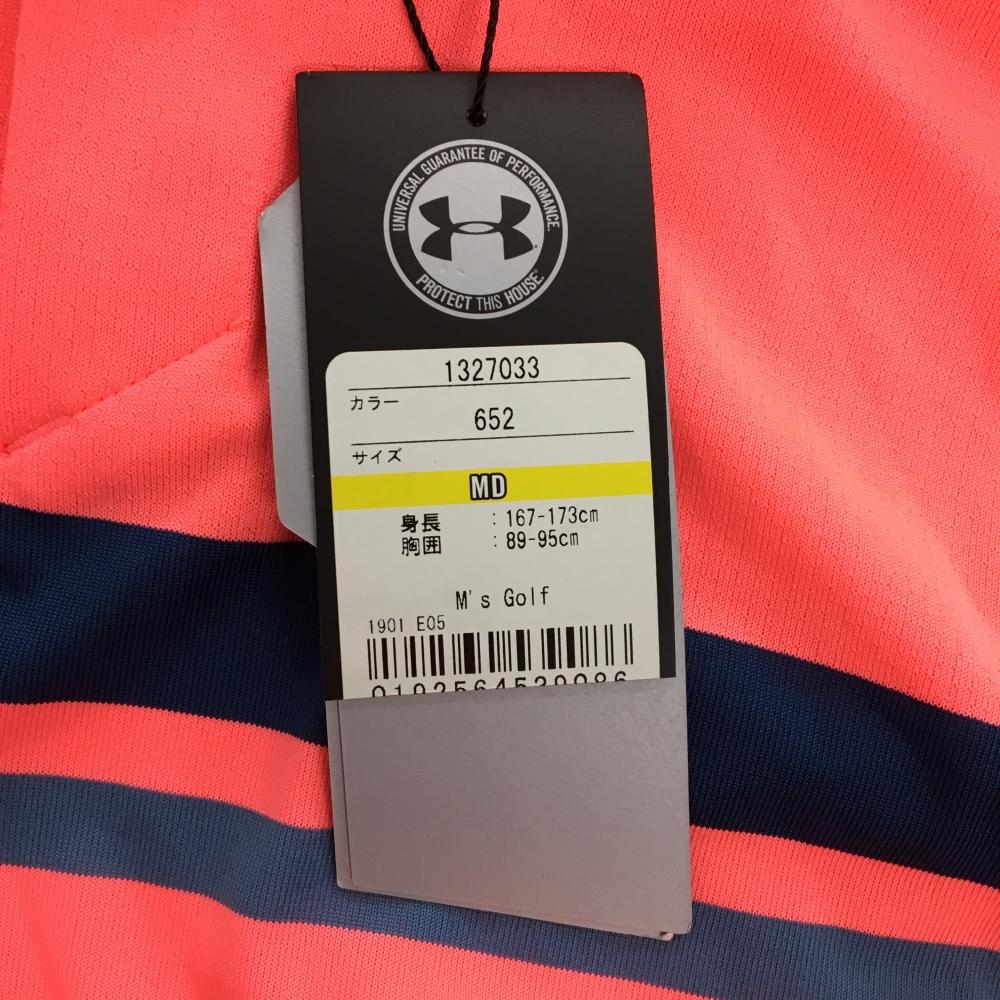 UNIVERSAL GUARANTEE OF PERFORMANCE.
PROTECT THIS HOUSE.
1327033
カラー
652
サイズ
MD
身長 : 167-173cm
胸囲 : 89-95cm
M's Golf
1901 E05